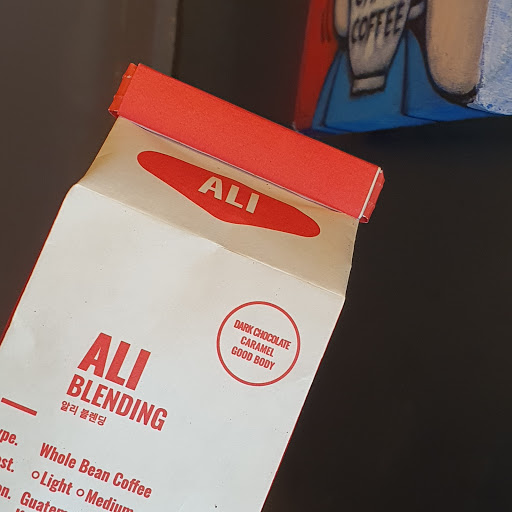 COFFEE
ALI
DARK CHOCOLATE
CARAMEL
GOOD BODY
ALI
BLENDING
알리 블렌딩
Whole Bean Coffee
Light Medium